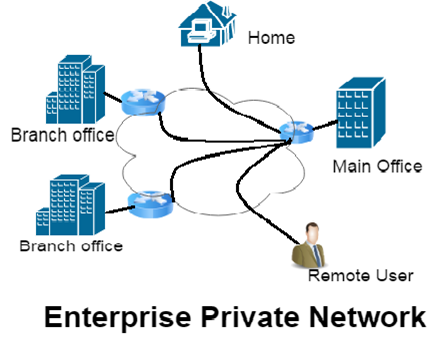 Home
Branch office
Main Office
Branch office
Remote User
Enterprise Private Network